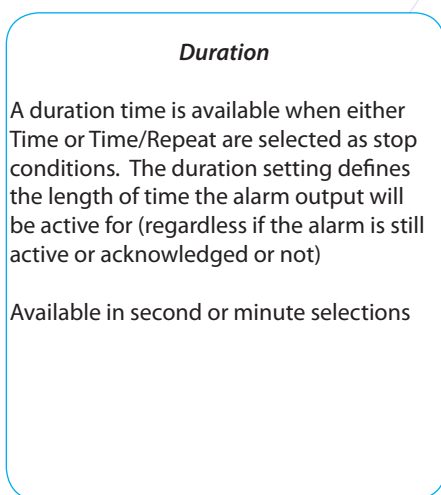 Duration
A duration time is available when either
Time or Time/Repeat are selected as stop
conditions.  The duration setting defines
the length of time the alarm output will
be active for (regardless if the alarm is still
active or acknowledged or not)
Available in second or minute selections